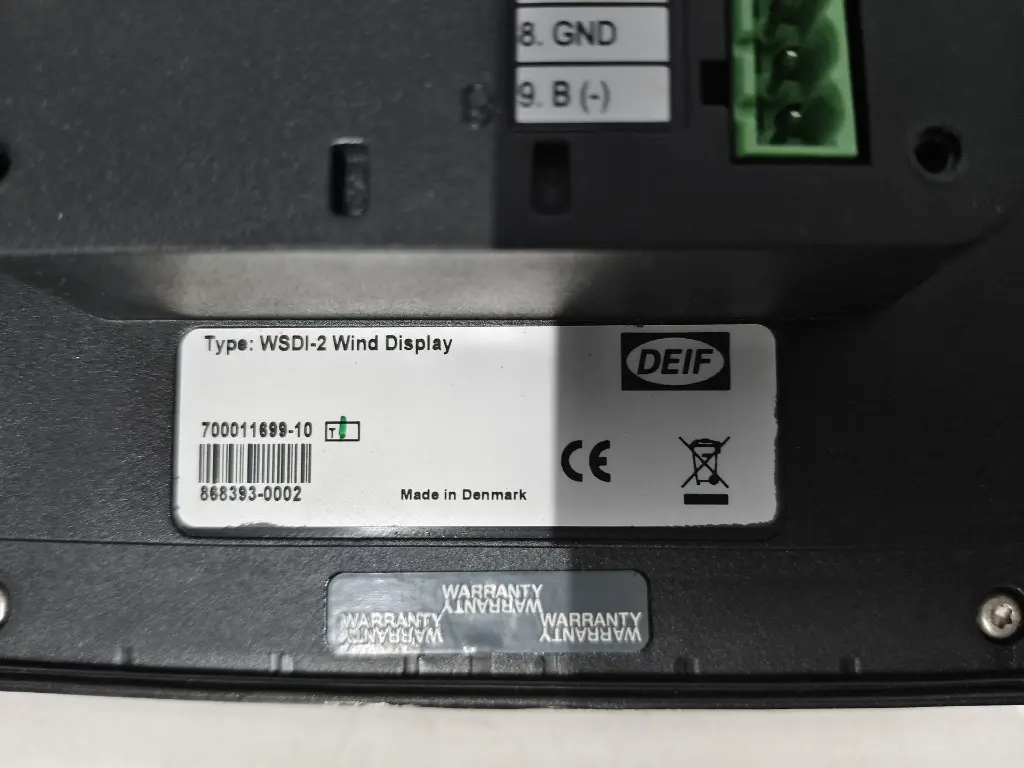 8. GND
9. B (-)
Type: WSDI-2 Wind Display
DEIF
700011699-10 T
868393-0002
Made in Denmark
CE
WARRANTY
WARRANTY
WARRANTY WARRANTY
WARRANTY WARRANTY